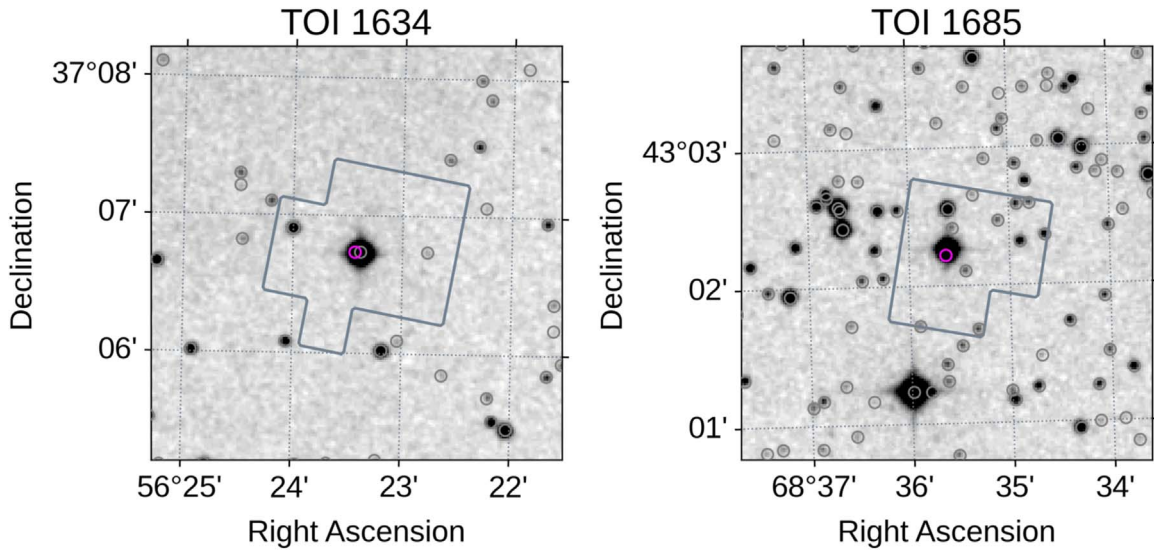 TOI 1634
Declination
37°08'
07'
06'
56°25' 24' 23' 22'
Right Ascension
TOI 1685
Declination
43°03'
02'
01'
68°37' 36' 35' 34'
Right Ascension